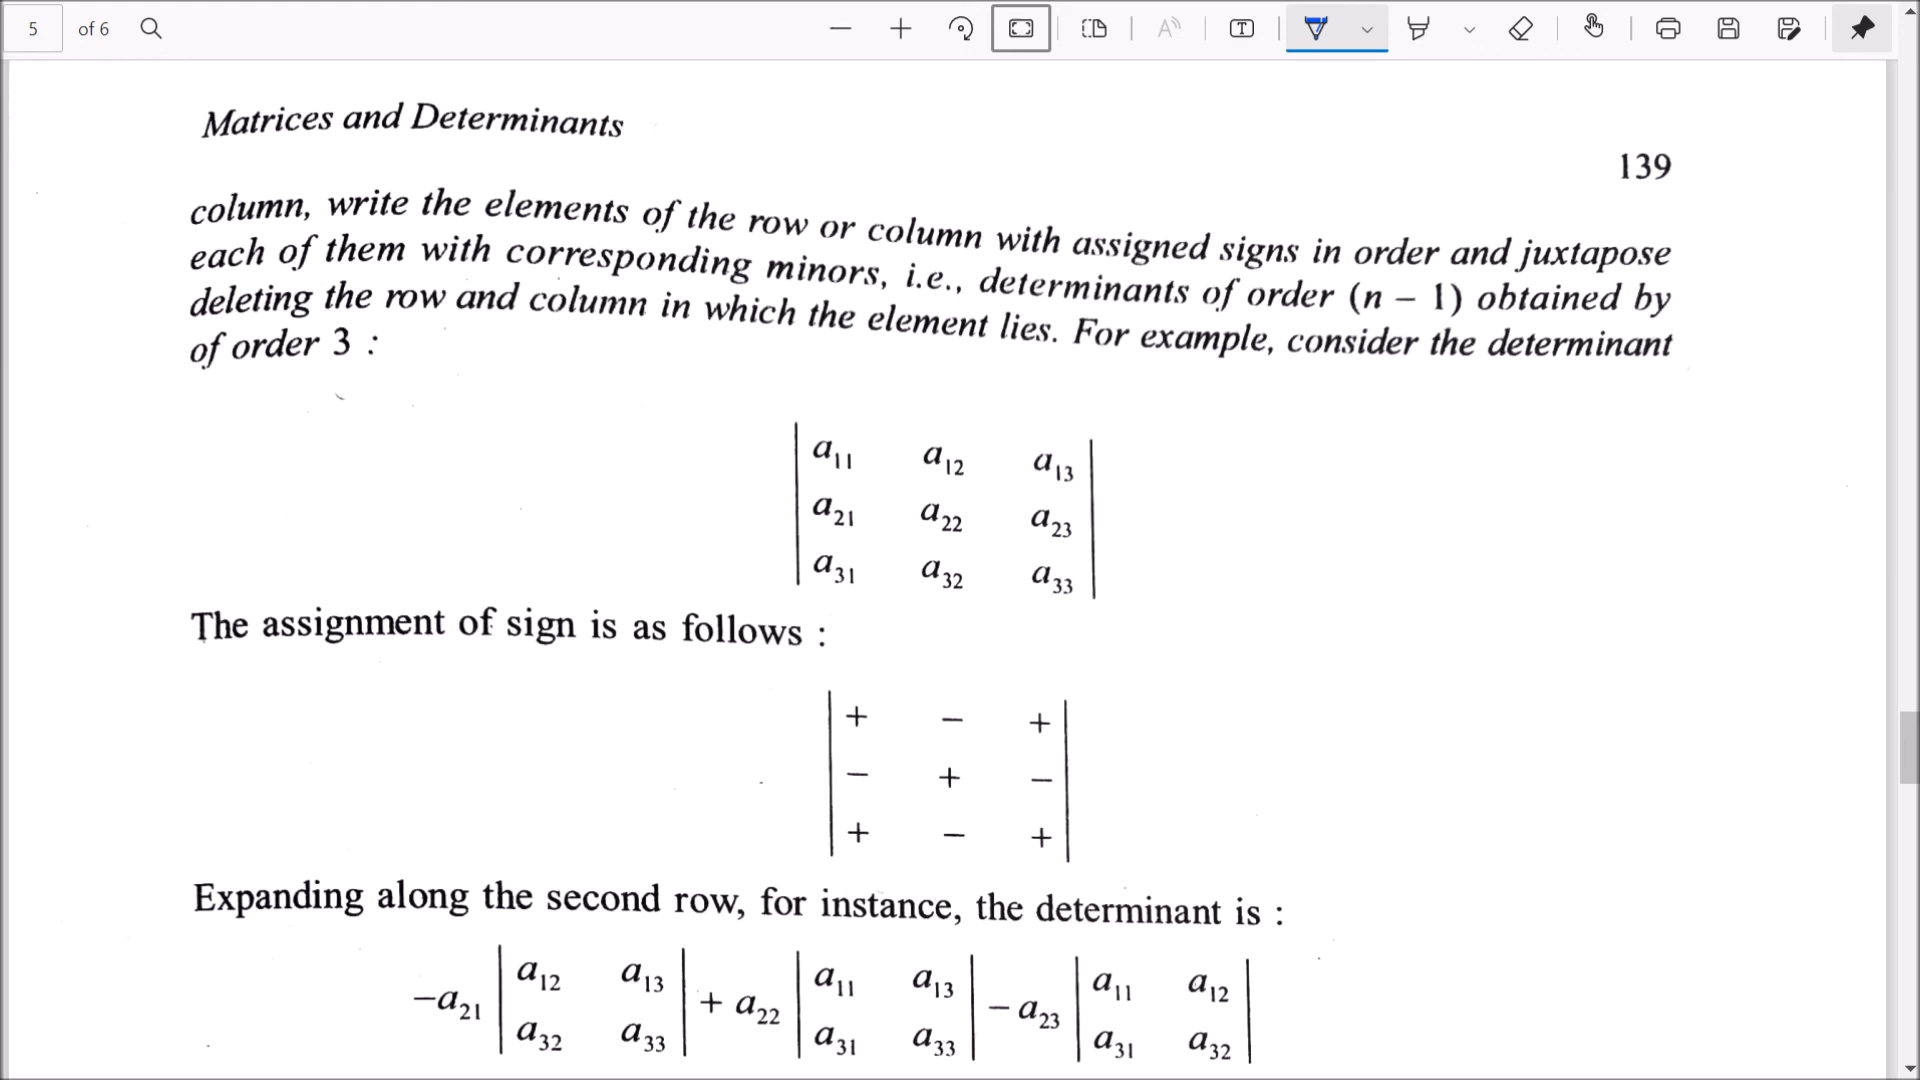 5 of 6
Matrices and Determinants
139
column, write the elements of the row or column with assigned signs in order and juxtapose
each of them with corresponding minors, i.e., determinants of order (n − 1) obtained by
deleting the row and column in which the element lies. For example, consider the determinant
of order 3 :
| a₁₁ a₁₂ a₁₃ |
| a₂₁ a₂₂ a₂₃ |
| a₃₁ a₃₂ a₃₃ |
The assignment of sign is as follows :
| + − + |
| − + − |
| + − + |
Expanding along the second row, for instance, the determinant is :
−a₂₁ | a₁₂ a₁₃ | + a₂₂ | a₁₁ a₁₃ | − a₂₃ | a₁₁ a₁₂ |
| a₃₂ a₃₃ | | a₃₁ a₃₃ | | a₃₁ a₃₂ |